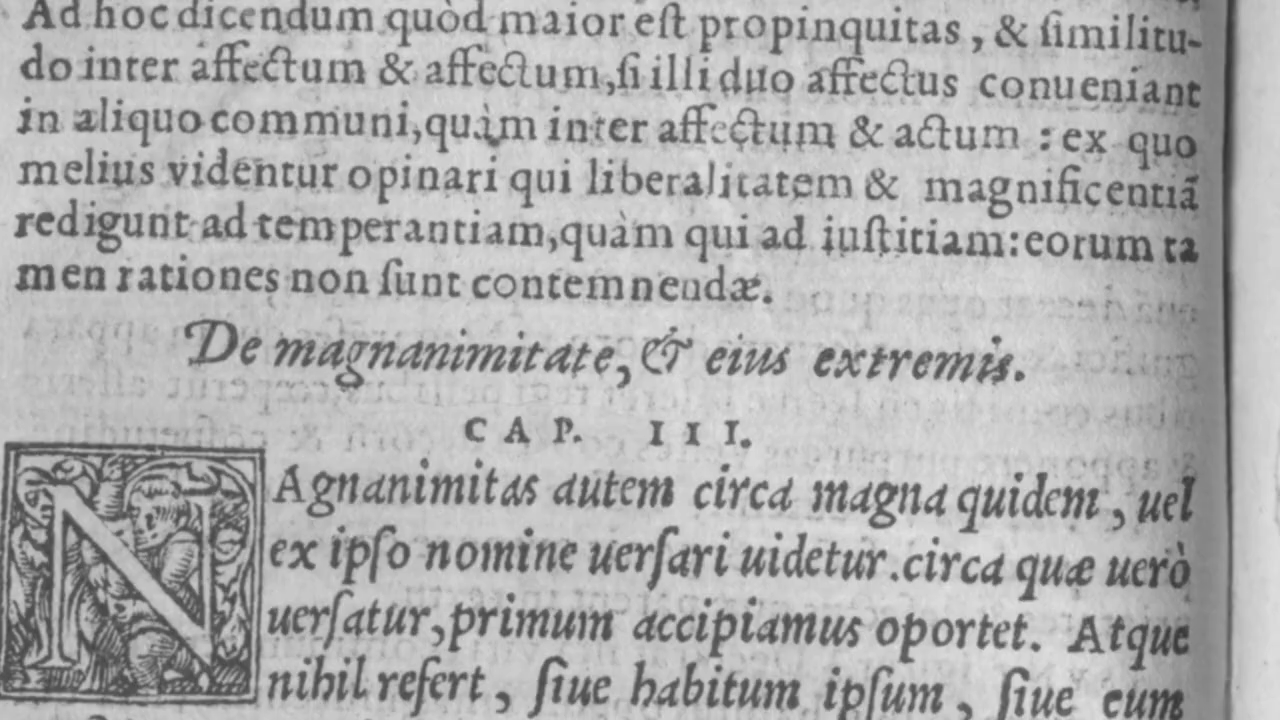 Ad hoc dicendum quòd maior eſt propinquitas, & ſimilitu-
do inter affectum & affectum, ſi illi duo affectus conueniant
in aliquo communi, quàm inter affectum & actum : ex quo
melius videntur opinari qui liberalitatem & magnificentiã
redigunt ad temperantiam, quàm qui ad iuſtitiam: eorum ta
men rationes non ſunt contemnendæ.
De magnanimitate, & eius extremis.
CAP. III.
NAgnanimitas autem circa magna quidem, uel
ex ipſo nomine uerſari uidetur. circa quæ uerò
uerſatur, primum accipiamus oportet. Atque
nihil refert, ſiue habitum ipſum, ſiue eum